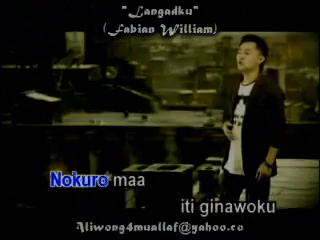 "Langadku"
(Fabian William)
Nokuro maa
iti ginawoku
Aliwong4muallaf@yahoo.co